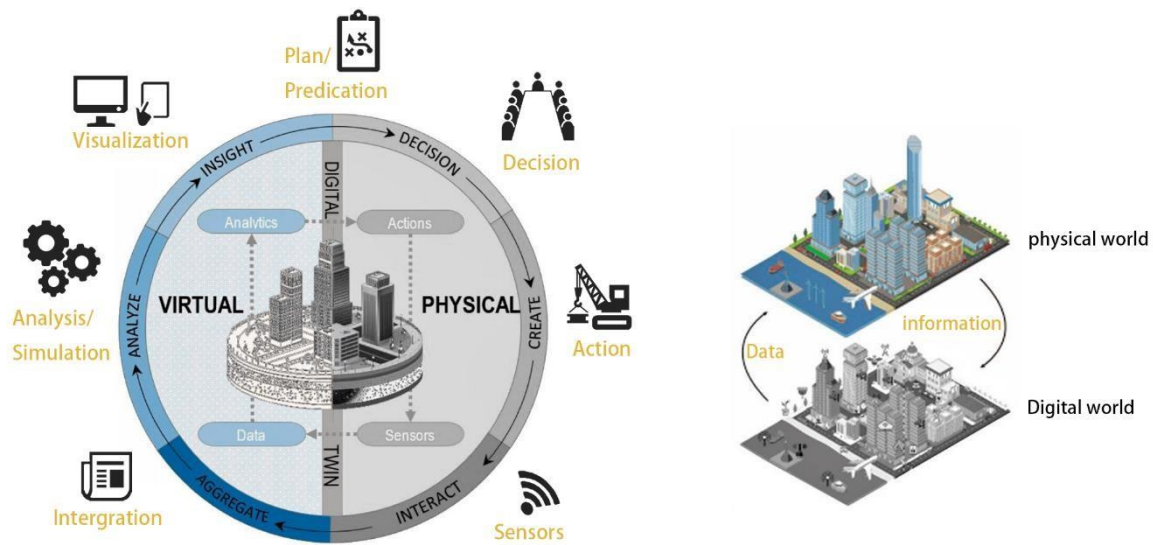 Plan/
Predication
Visualization
Decision
INSIGHT
DECISION
DIGITAL
Analytics
Actions
physical world
Analysis/
Simulation
ANALYZE
VIRTUAL
PHYSICAL
CREATE
Action
information
Data
Digital world
Data
Sensors
TWIN
AGGREGATE
INTERACT
Intergration
Sensors